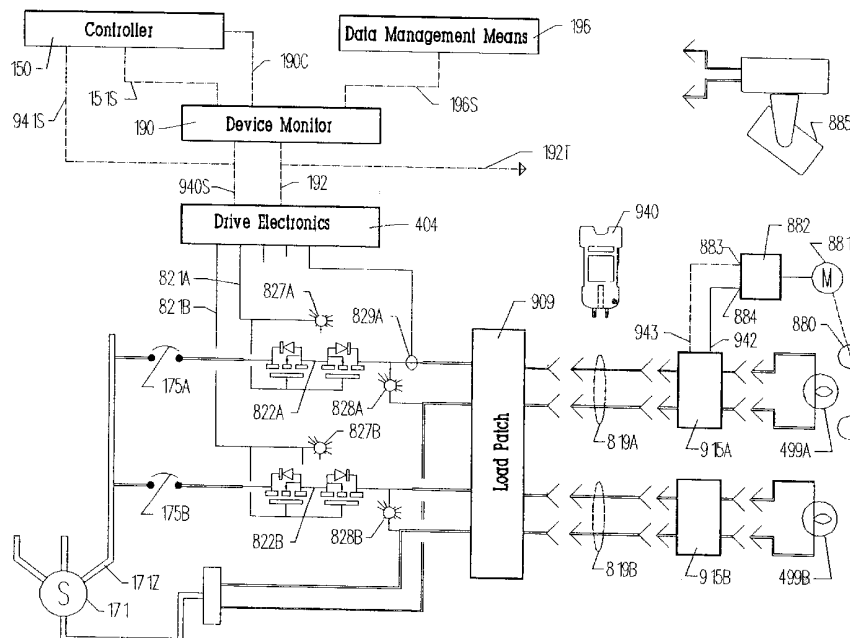 Controller
Data Management Means
196
150
190C
941S
151S
196S
190
Device Monitor
885
192T
940S
192
Drive Electronics
404
940
882
881
883
M
821A
827A
821B
829A
909
884
880
943
942
175A
822A
828A
827B
819A
915A
499A
Load Patch
175B
822B
828B
819B
915B
499B
171Z
S
171